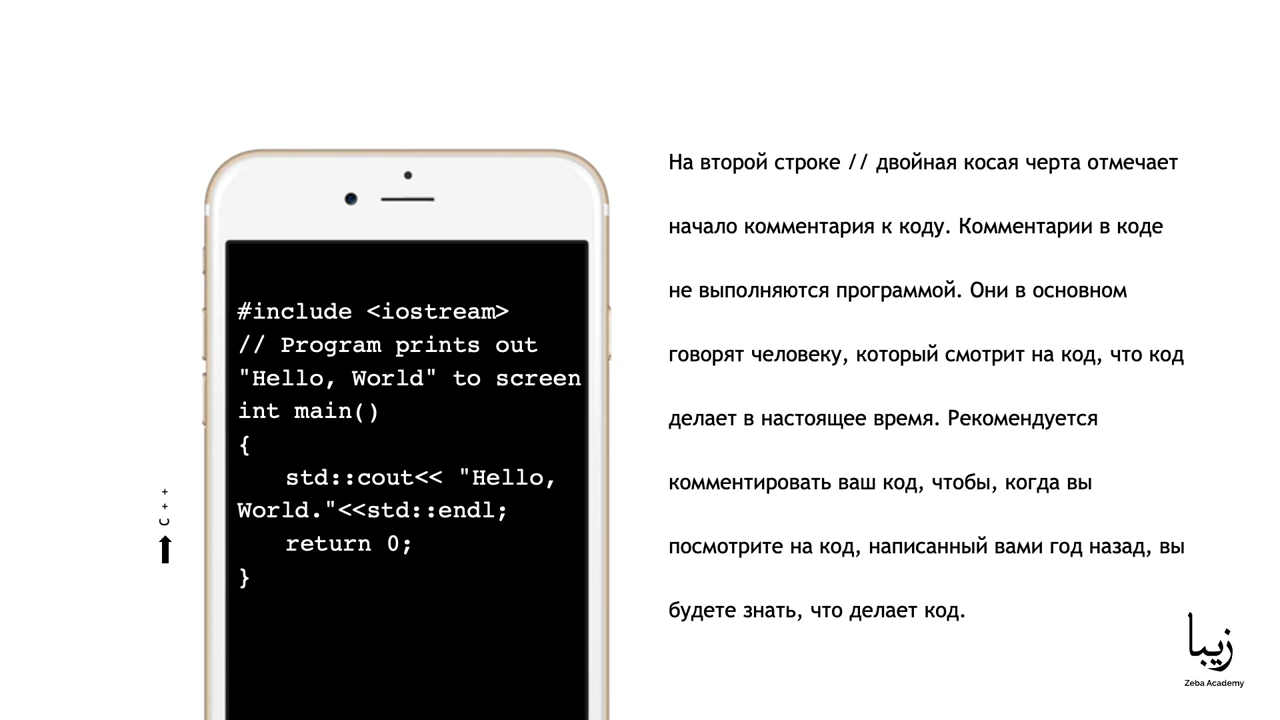 #include <iostream>
// Program prints out
"Hello, World" to screen
int main()
{
std::cout<< "Hello,
World."<<std::endl;
return 0;
}
C++
На второй строке // двойная косая черта отмечает
начало комментария к коду. Комментарии в коде
не выполняются программой. Они в основном
говорят человеку, который смотрит на код, что код
делает в настоящее время. Рекомендуется
комментировать ваш код, чтобы, когда вы
посмотрите на код, написанный вами год назад, вы
будете знать, что делает код.
زيبا
Zeba Academy